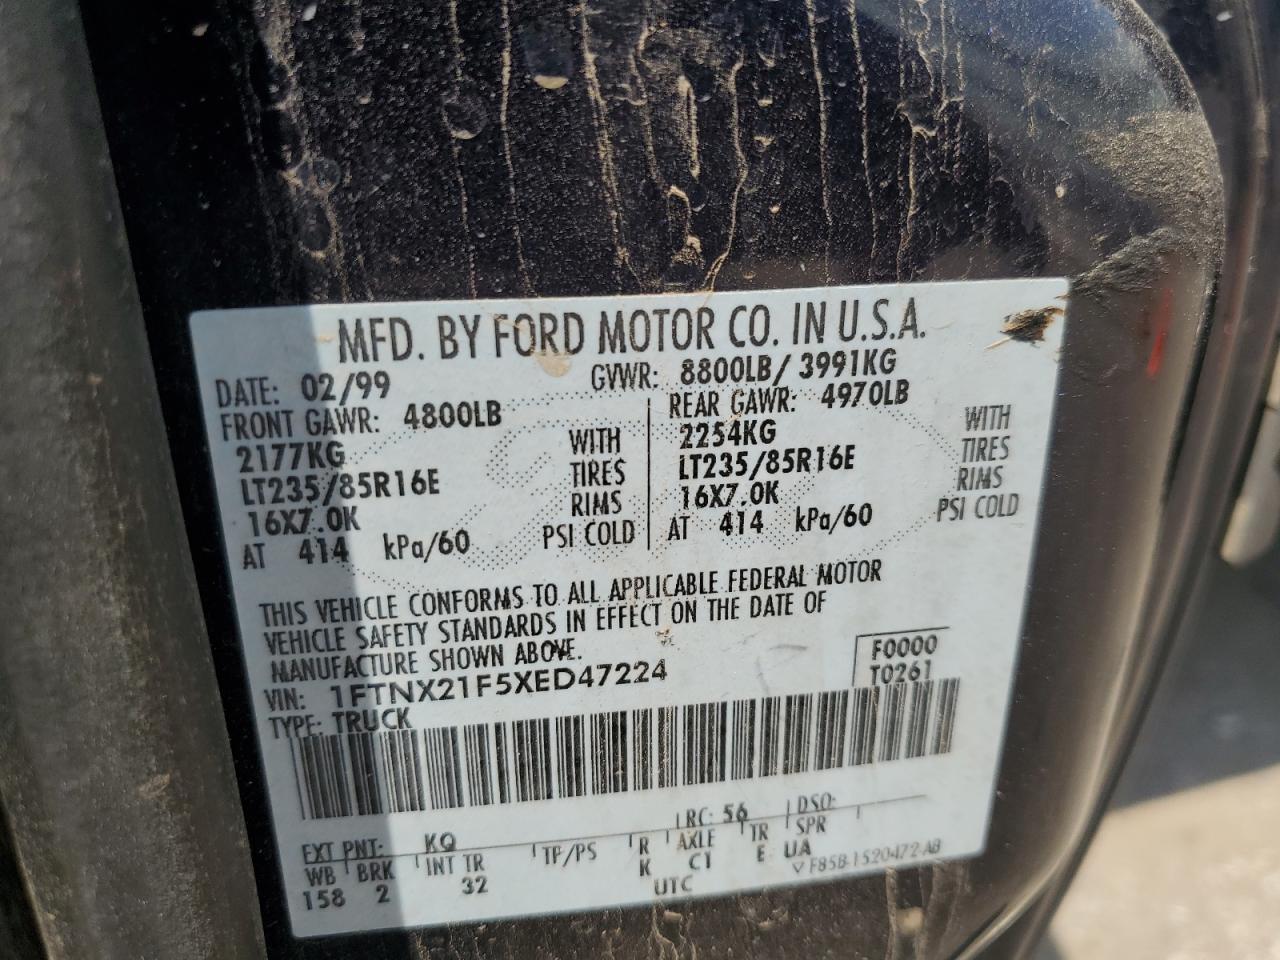 MFD. BY FORD MOTOR CO. IN U.S.A.
DATE: 02/99 GVWR: 8800LB/ 3991KG
FRONT GAWR: 4800LB REAR GAWR: 4970LB
2177KG WITH 2254KG WITH
LT235/85R16E TIRES LT235/85R16E TIRES
16X7.0K RIMS 16X7.0K RIMS
AT 414 kPa/60 PSI COLD AT 414 kPa/60 PSI COLD
THIS VEHICLE CONFORMS TO ALL APPLICABLE FEDERAL MOTOR
VEHICLE SAFETY STANDARDS IN EFFECT ON THE DATE OF
MANUFACTURE SHOWN ABOVE.
F0000
VIN: 1FTNX21F5XED47224 T0261
TYPE: TRUCK
EXT PNT: KQ RC: 56 DSO:
WB BRK INT TR TP/PS R AXLE TR SPR
158 2 32 K C1 E UA
UTC ▽ F85B-1520472-AB